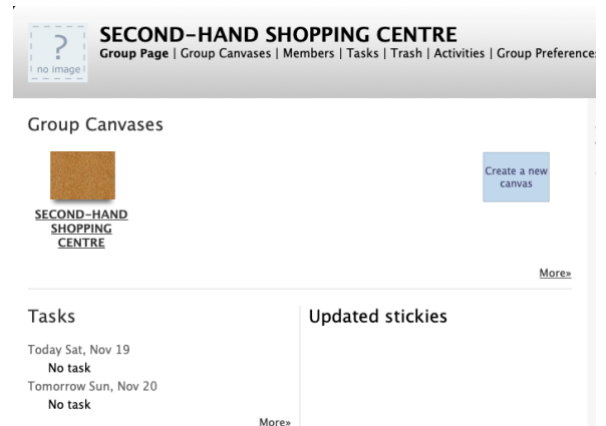 SECOND-HAND SHOPPING CENTRE
Group Page | Group Canvases | Members | Tasks | Trash | Activities | Group Preferences
?
no image!
Group Canvases
SECOND-HAND
SHOPPING
CENTRE
Create a new
canvas
More»
Tasks
Today Sat, Nov 19
No task
Tomorrow Sun, Nov 20
No task
More»
Updated stickies